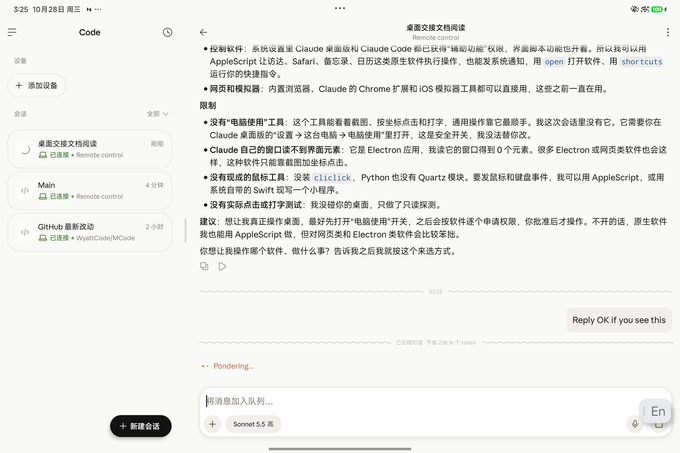 3:25 10月28日 周三
100
Code
设备
添加设备
会话
全部
桌面交接文档阅读
刚刚
已连接 • Remote control
Main
4 分钟
已连接 • Remote control
GitHub 最新改动
2 小时
已连接 • WyattCode/MCode
新建会话
桌面交接文档阅读
Remote control
• 控制软件：系统设置里 Claude 桌面版和 Claude Code 都已获得“辅助功能”权限，界面脚本功能也开着。所以我可以用
AppleScript 让访达、Safari、备忘录、日历这类原生软件执行操作，也能发系统通知，用 open 打开软件、用 shortcuts
运行你的快捷指令。
• 网页和模拟器：内置浏览器、Claude 的 Chrome 扩展和 iOS 模拟器工具都可以直接用，这些之前一直在用。
限制
• 没有“电脑使用”工具：这个工具能看着截图、按坐标点击和打字，通用操作靠它最顺手。我这次会话里没有它。它需要你在
Claude 桌面版的“设置 → 这台电脑 → 电脑使用”里打开，这是安全开关，我没法替你改。
• Claude 自己的窗口读不到界面元素：它是 Electron 应用，我读它的窗口得到 0 个元素。很多 Electron 或网页类软件也会这
样，这种软件只能靠截图加坐标点击。
• 没有现成的鼠标工具：没装 cliclick，Python 也没有 Quartz 模块。要发鼠标和键盘事件，我可以用 AppleScript，或用
系统自带的 Swift 现写一个小程序。
• 没有实际点击或打字测试：我没碰你的桌面，只做了只读探测。
建议：想让我真正操作桌面，最好先打开“电脑使用”开关，之后会按软件逐个申请权限，你批准后才操作。不开的话，原生软件
我也能用 AppleScript 做，但对网页类和 Electron 类软件会比较笨拙。
你想让我操作哪个软件、做什么事？告诉我之后我就按这个来选方式。
03:25
Reply OK if you see this
已压缩对话 · 节省 238.1k 个 token
Pondering...
将消息加入队列...
Sonnet 5.5 高
En